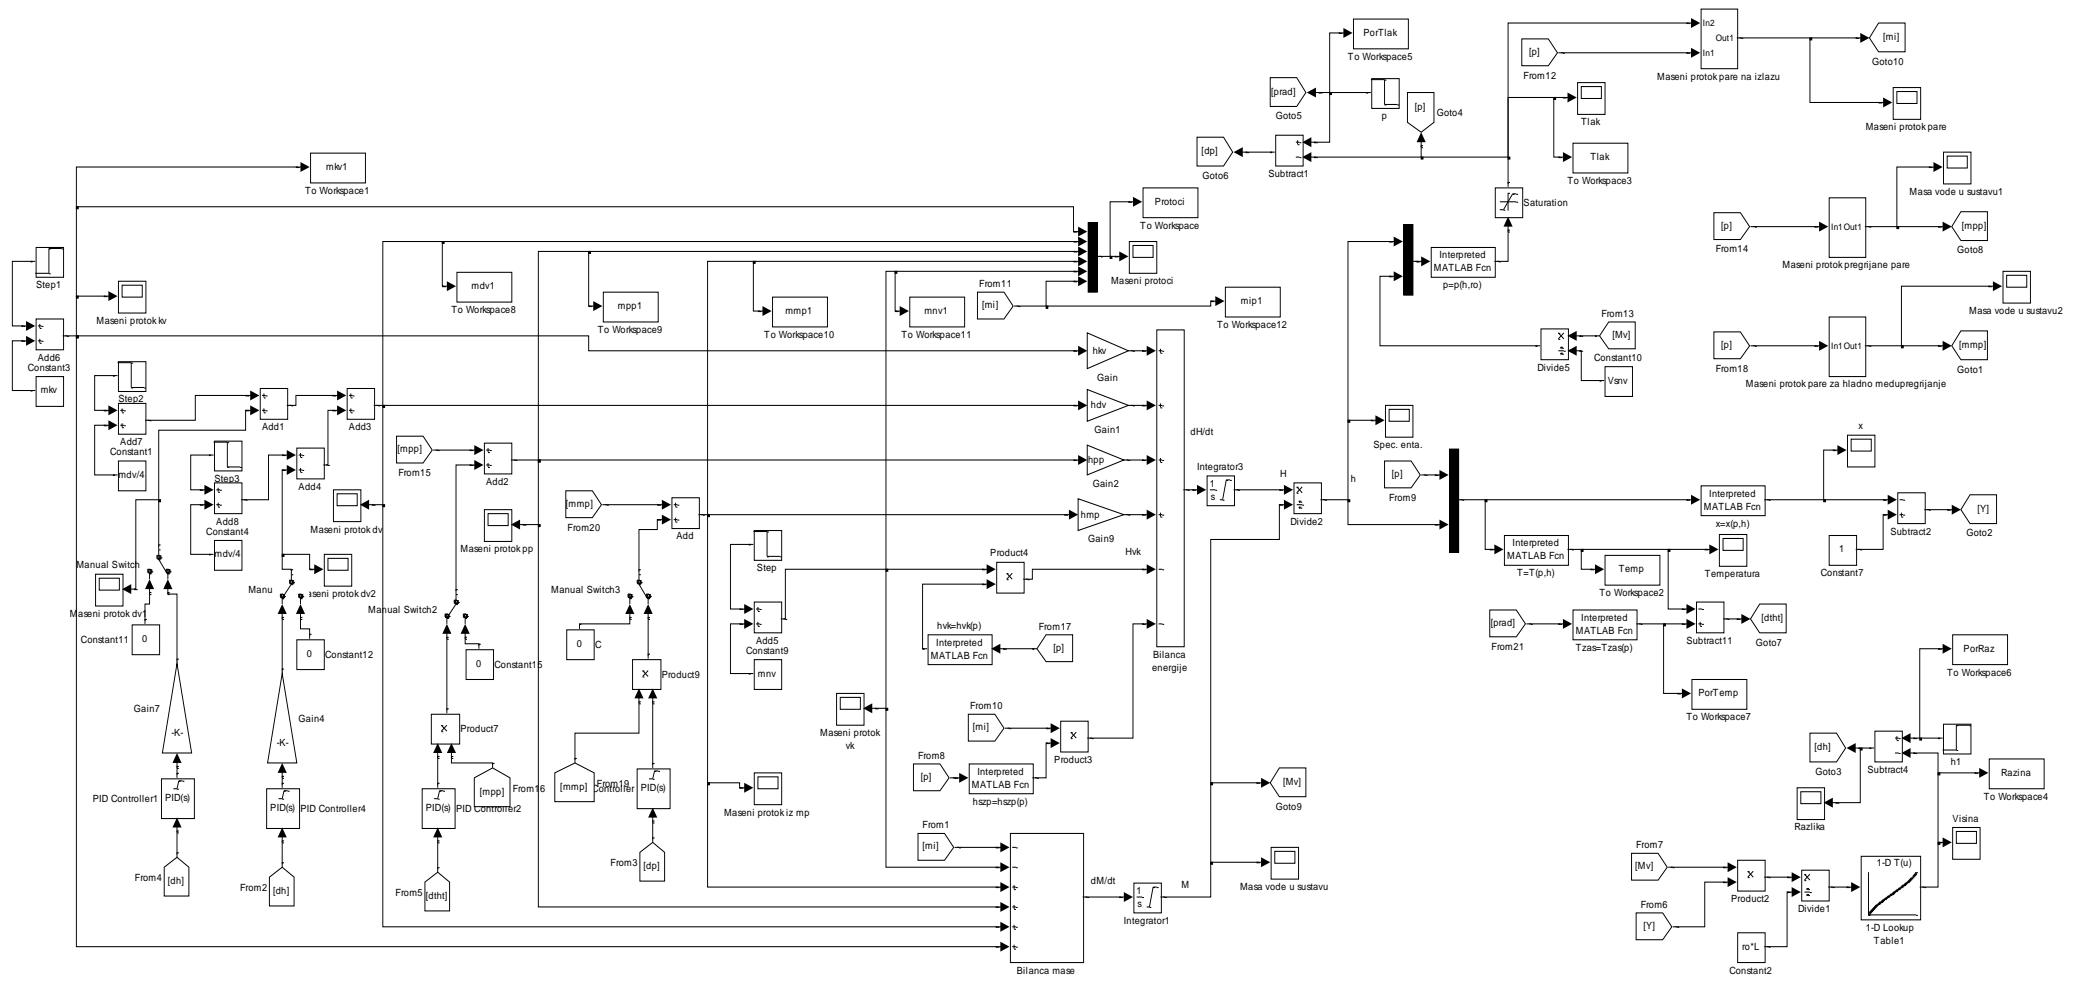 PorTlak
To Workspace5
[p]
From12
In2
Out1
In1
Maseni protok pare na izlazu
[mi]
Goto10
[prad]
Goto5
p
[p]
Goto4
Tlak
Maseni protok pare
[dp]
Goto6
Subtract1
Tlak
To Workspace3
mkv1
To Workspace1
Masa vode u sustavu1
Protoci
To Workspace
Saturation
[p]
From14
In1 Out1
Maseni protok pregrijane pare
[mpp]
Goto8
Step1
Maseni protok kv
mdv1
To Workspace8
mpp1
To Workspace9
mmp1
To Workspace10
mnv1
To Workspace11
From11
[mi]
Maseni protoci
mip1
To Workspace12
Interpreted
MATLAB Fcn
p=p(h,ro)
Masa vode u sustavu2
Add6
Constant3
mkv
hkv
Gain
Divide5
From13
[Mv]
Constant10
Vsnv
[p]
From18
In1 Out1
Maseni protok pare za hladno medupregrijanje
[mmp]
Goto1
Step2
Add7
Constant1
mdv/4
Add1
Add3
hdv
Gain1
dH/dt
Spec. enta.
x
Step3
Add8
Constant4
mdv/4
Add4
Maseni protok dv
[mpp]
From15
Add2
hpp
Gain2
Integrator3
1
s
H
Divide2
h
[p]
From9
Interpreted
MATLAB Fcn
x=x(p,h)
Subtract2
[Y]
Goto2
[mmp]
From20
Add
hmp
Gain9
Maseni protok pp
Step
Product4
Hvk
Interpreted
MATLAB Fcn
T=T(p,h)
Temp
To Workspace2
Temperatura
1
Constant7
Manual Switch
Maseni protok dv1
Manu
aseni protok dv2
Manual Switch2
Manual Switch3
0
Constant11
0
Constant12
0
Constant15
0
C
Add5
Constant9
mnv
hvk=hvk(p)
Interpreted
MATLAB Fcn
From17
[p]
Bilanca
energije
[prad]
From21
Interpreted
MATLAB Fcn
Tzas=Tzas(p)
Subtract11
[dtht]
Goto7
PorTemp
To Workspace7
PorRaz
To Workspace6
Gain7
-K-
Gain4
-K-
Product7
Product9
Maseni protok
vk
From10
[mi]
Product3
From8
[p]
Interpreted
MATLAB Fcn
hszp=hszp(p)
[dh]
Goto3
Subtract4
h1
Razina
To Workspace4
Razlika
Visina
PID Controller1
PID(s)
PID(s)
PID Controller4
PID(s)
PID Controller2
[mpp]
From16
[mmp]
From19
PID(s)
Maseni protok iz mp
[Mv]
Goto9
From4
[dh]
From2
[dh]
From5
[dtht]
From3
[dp]
From1
[mi]
Bilanca mase
dM/dt
1
s
Integrator1
M
Masa vode u sustavu
From7
[Mv]
From6
[Y]
Product2
Divide1
ro*L
Constant2
1-D T(u)
1-D Lookup
Table1